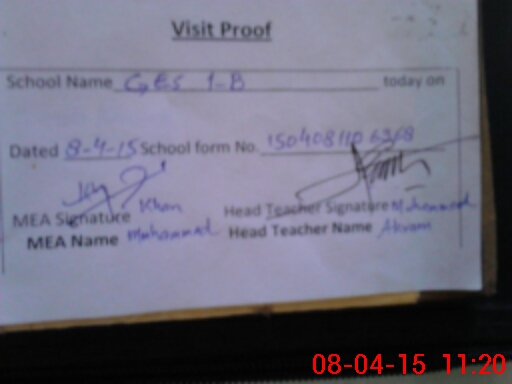 Visit Proof
School Name GES 1-B today on
Dated 8-4-15 School form No. 150408110 6368
Khan Muhammad
MEA Signature Head Teacher Signature
MEA Name Muhammad Head Teacher Name Akram
08-04-15 11:20